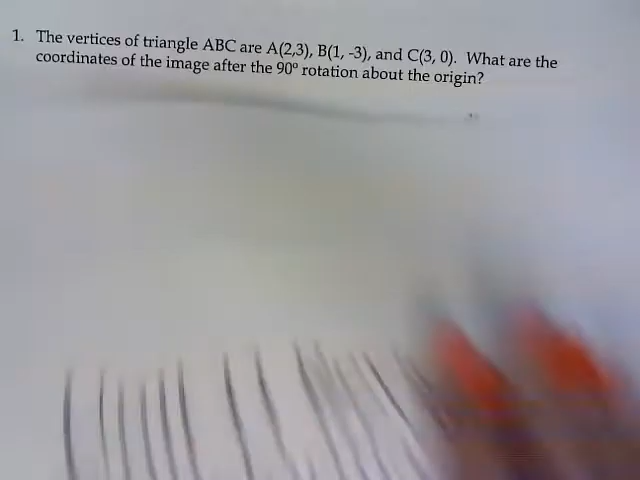 1. The vertices of triangle ABC are A(2,3), B(1, -3), and C(3, 0). What are the
coordinates of the image after the 90º rotation about the origin?